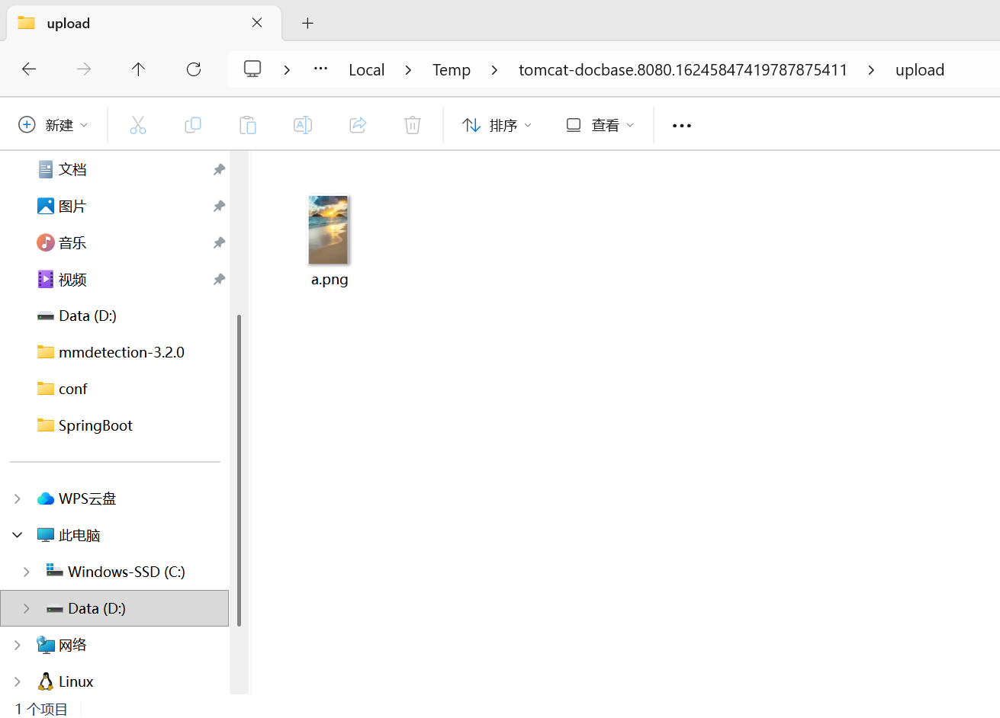 upload
··· Local Temp tomcat-docbase.8080.16245847419787875411 upload
新建 排序 查看 ···
文档
图片
音乐
视频
Data (D:)
mmdetection-3.2.0
conf
SpringBoot
WPS云盘
此电脑
Windows-SSD (C:)
Data (D:)
网络
Linux
a.png
1 个项目